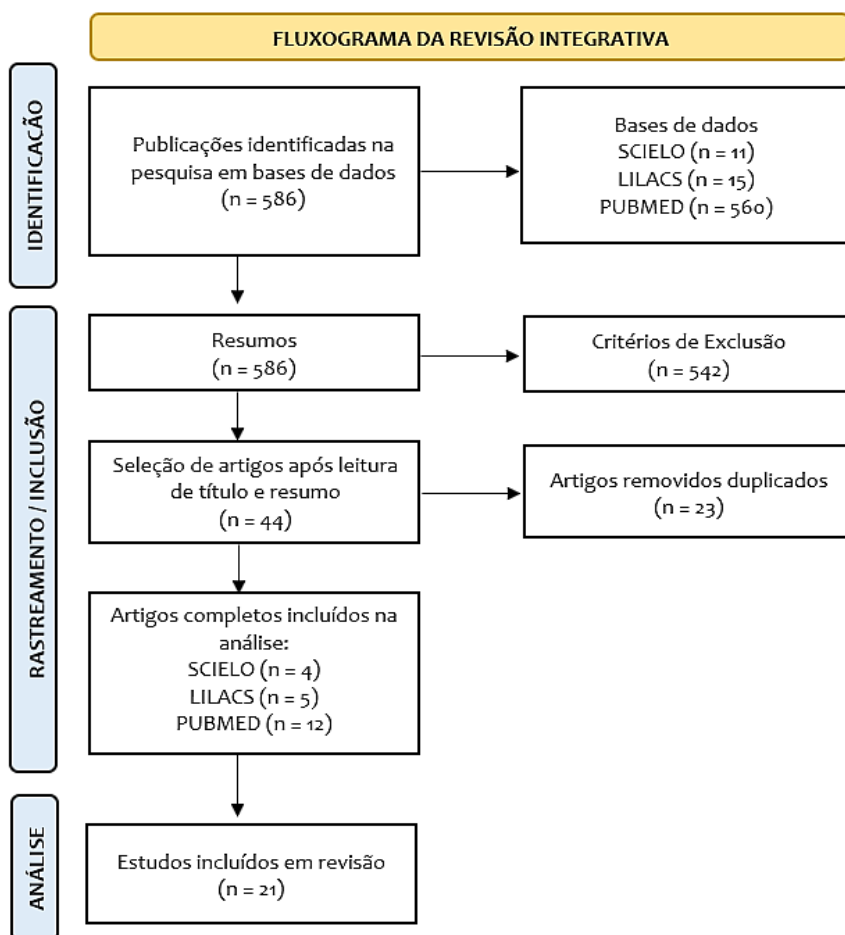 FLUXOGRAMA DA REVISÃO INTEGRATIVA
IDENTIFICAÇÃO
Publicações identificadas na
pesquisa em bases de dados
(n = 586)
Bases de dados
SCIELO (n = 11)
LILACS (n = 15)
PUBMED (n = 560)
RASTREAMENTO / INCLUSÃO
Resumos
(n = 586)
Critérios de Exclusão
(n = 542)
Seleção de artigos após leitura
de título e resumo
(n = 44)
Artigos removidos duplicados
(n = 23)
Artigos completos incluídos na
análise:
SCIELO (n = 4)
LILACS (n = 5)
PUBMED (n = 12)
ANÁLISE
Estudos incluídos em revisão
(n = 21)